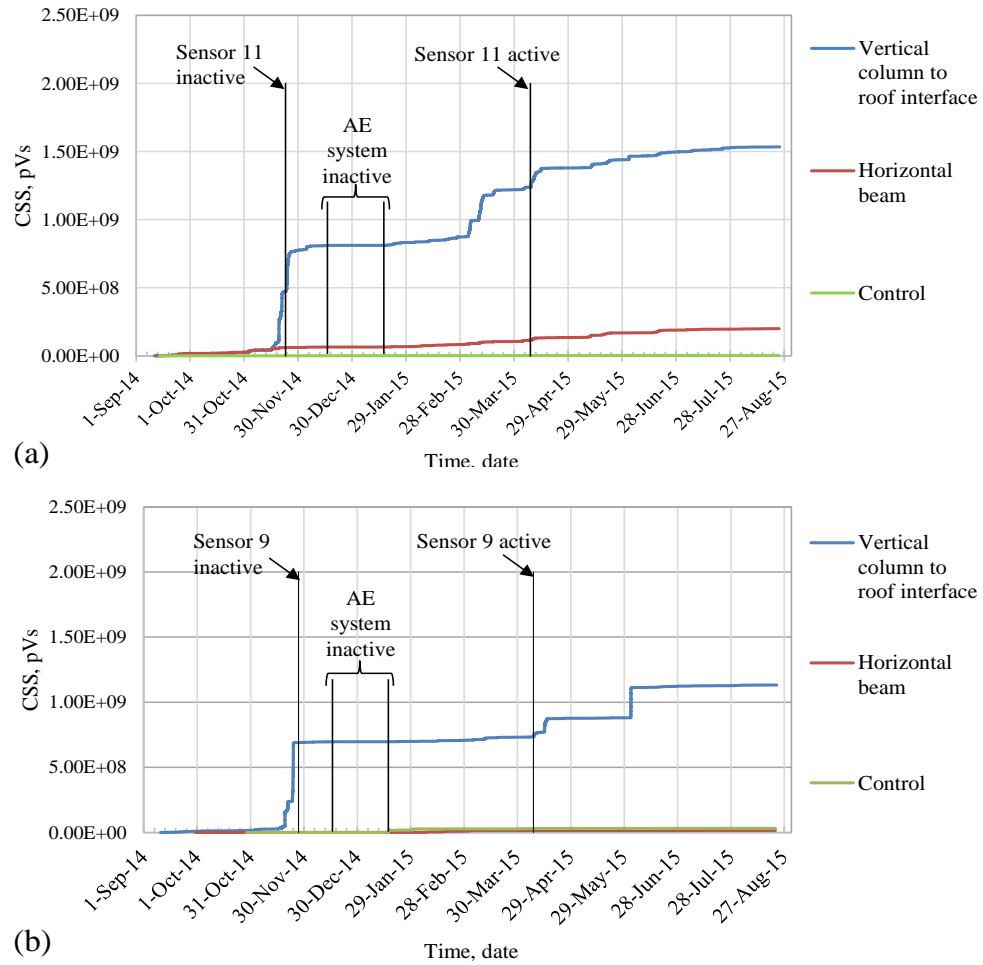 2.50E+09
2.00E+09
1.50E+09
1.00E+09
5.00E+08
0.00E+00
CSS, pVs
Sensor 11
inactive
AE
system
inactive
Sensor 11 active
Vertical
column to
roof interface
Horizontal
beam
Control
1-Sep-14
1-Oct-14
31-Oct-14
30-Nov-14
30-Dec-14
29-Jan-15
28-Feb-15
30-Mar-15
29-Apr-15
29-May-15
28-Jun-15
28-Jul-15
27-Aug-15
(a)
Time, date
2.50E+09
2.00E+09
1.50E+09
1.00E+09
5.00E+08
0.00E+00
CSS, pVs
Sensor 9
inactive
AE
system
inactive
Sensor 9 active
Vertical
column to
roof interface
Horizontal
beam
Control
1-Sep-14
1-Oct-14
31-Oct-14
30-Nov-14
30-Dec-14
29-Jan-15
28-Feb-15
30-Mar-15
29-Apr-15
29-May-15
28-Jun-15
28-Jul-15
27-Aug-15
(b)
Time, date